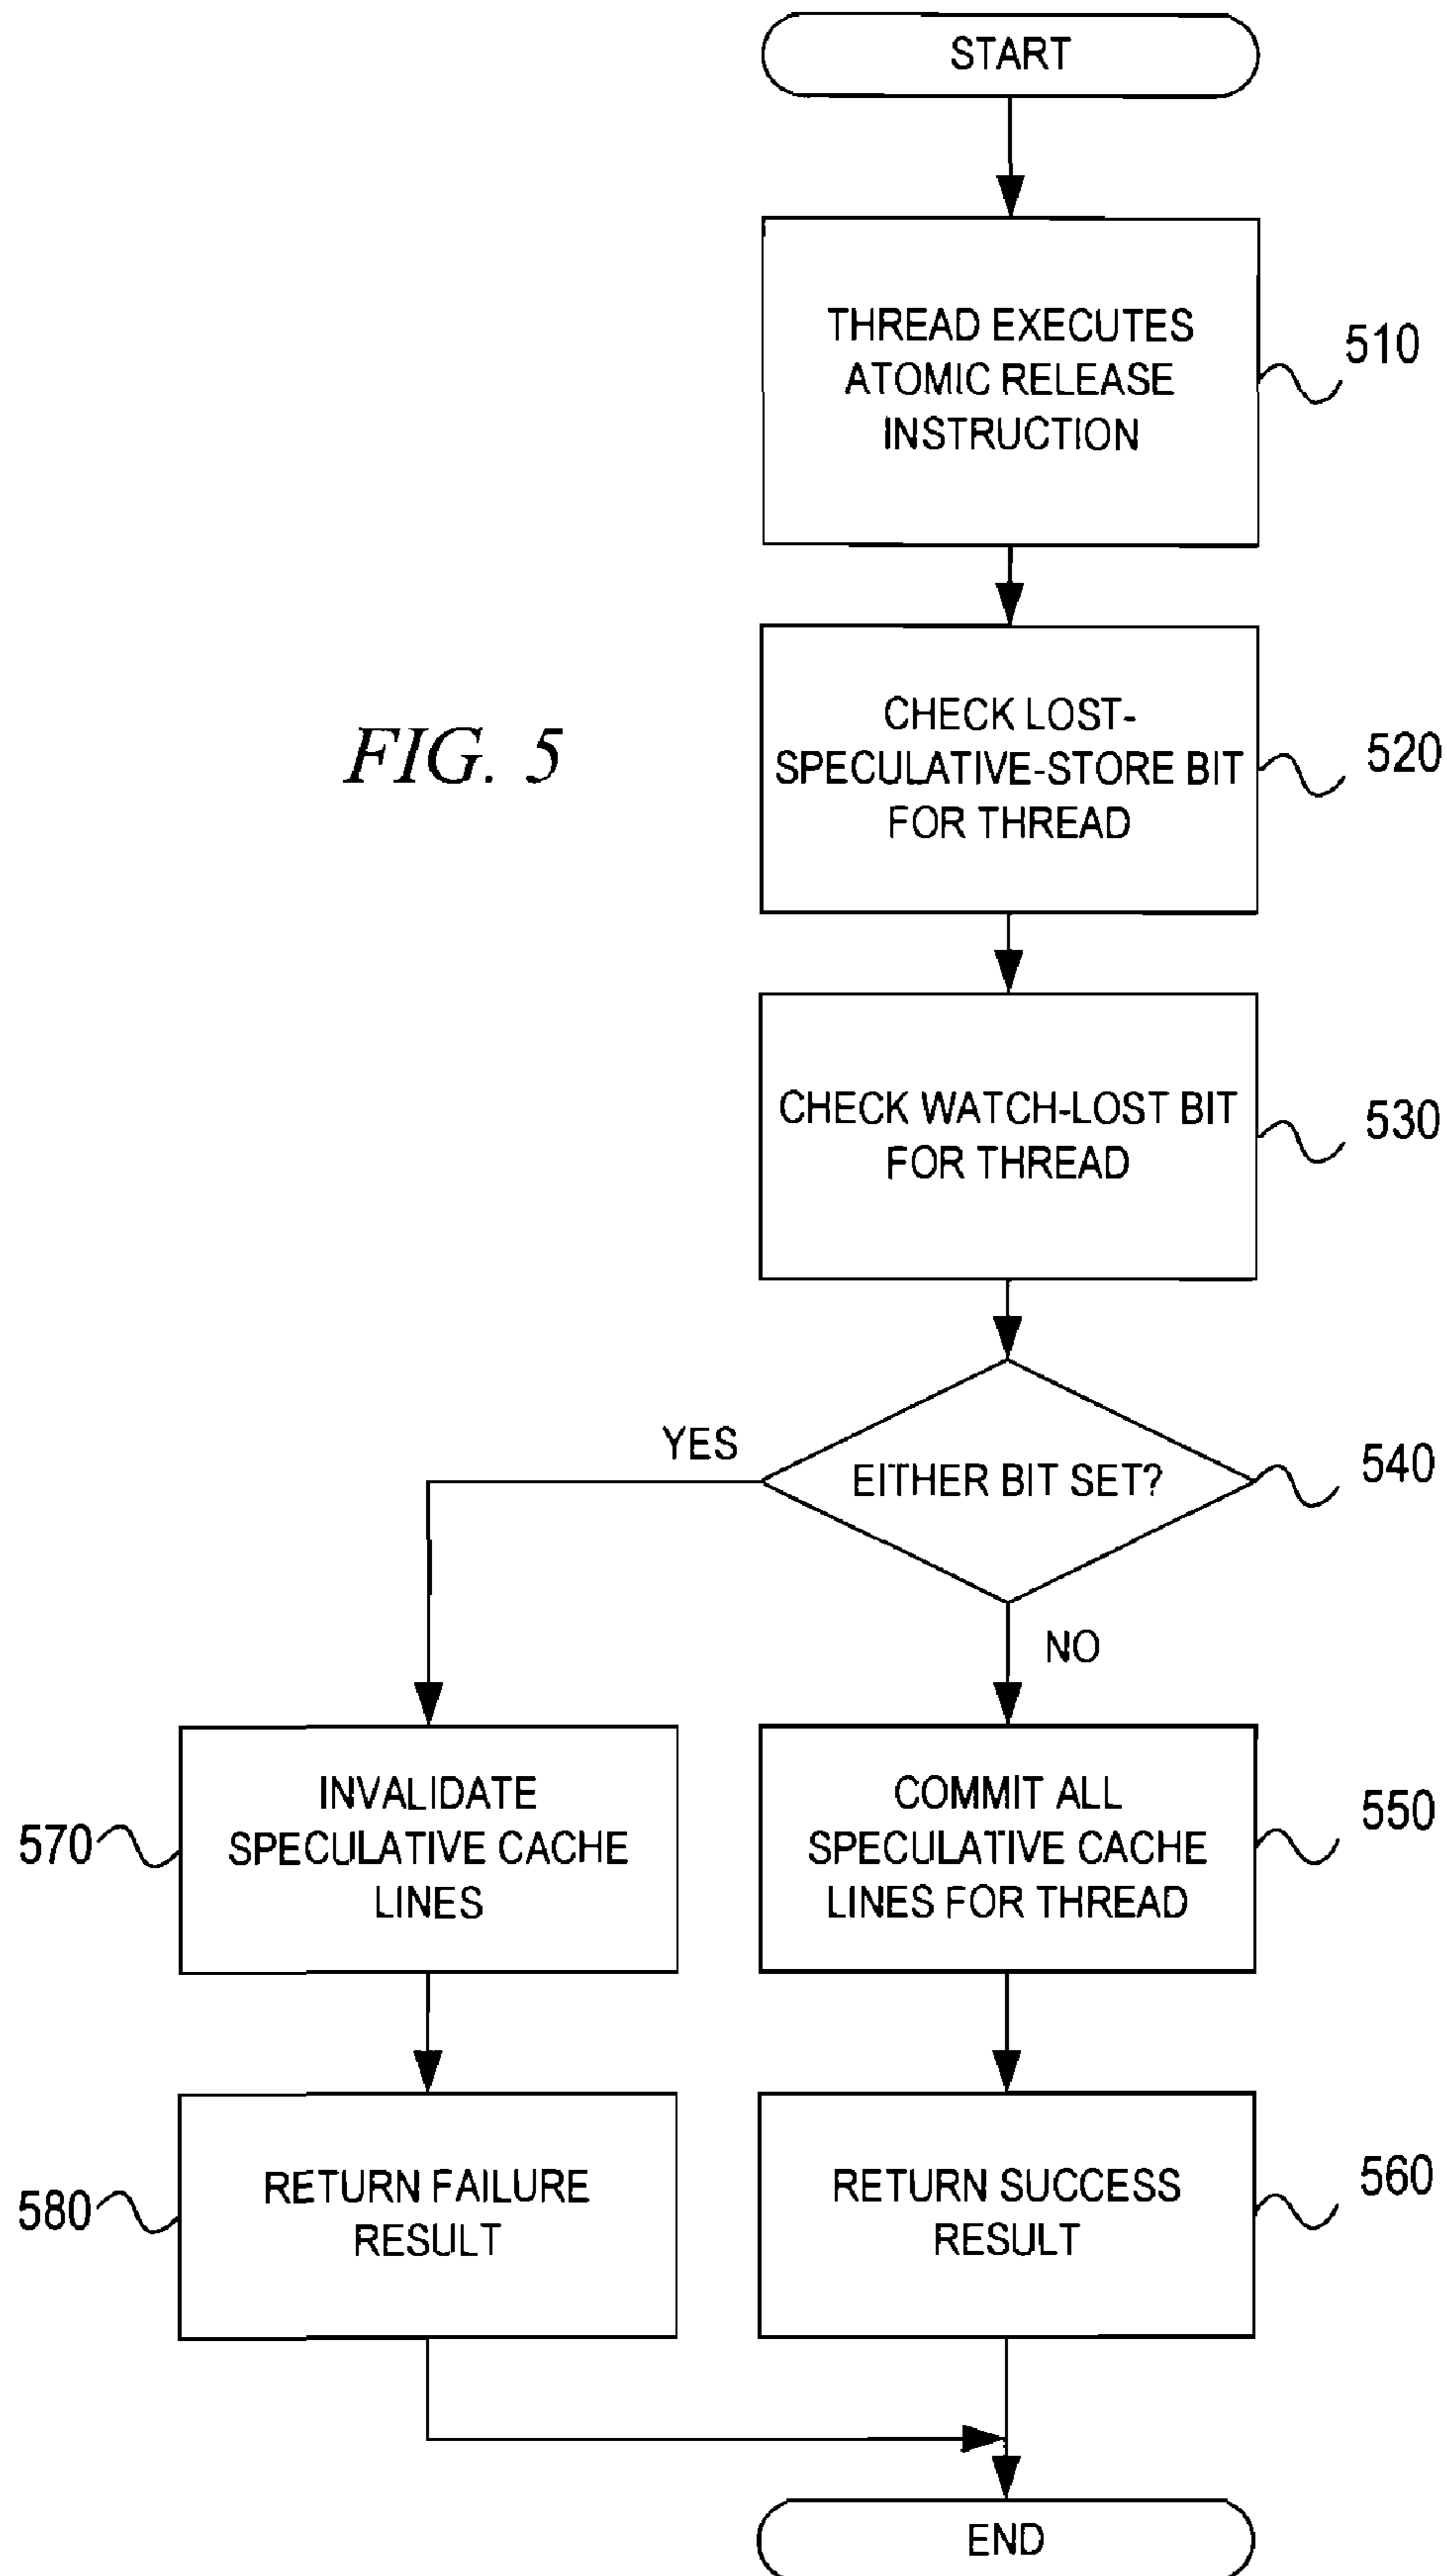 START
THREAD EXECUTES
ATOMIC RELEASE
INSTRUCTION
510
CHECK LOST-
SPECULATIVE-STORE BIT
FOR THREAD
520
FIG. 5
CHECK WATCH-LOST BIT
FOR THREAD
530
EITHER BIT SET?
540
YES
NO
INVALIDATE
SPECULATIVE CACHE
LINES
570
COMMIT ALL
SPECULATIVE CACHE
LINES FOR THREAD
550
RETURN FAILURE
RESULT
580
RETURN SUCCESS
RESULT
560
END